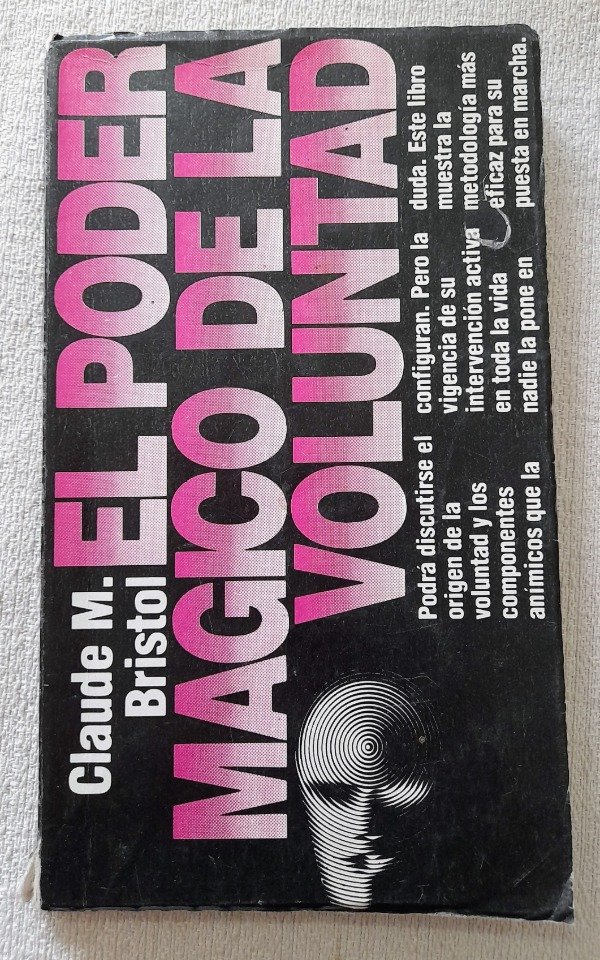 Claude M.
Bristol
EL PODER
MAGICO DE LA
VOLUNTAD
Podrá discutirse el
origen de la
voluntad y los
componentes
anímicos que la
configuran. Pero la
vigencia de su
intervención activa
en toda la vida
nadie la pone en
duda. Este libro
muestra la
metodología más
eficaz para su
puesta en marcha.